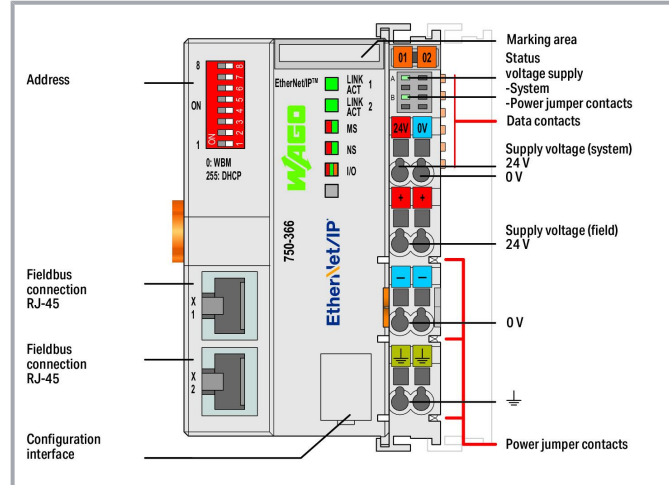 Address
8
ON
1
ON
1 2 3 4 5 6 7 8
0: WBM
255: DHCP
Fieldbus
connection
RJ-45
X
1
Fieldbus
connection
RJ-45
X
2
Configuration
interface
EtherNet/IP™
LINK
ACT 1
LINK
ACT 2
MS
NS
I/O
WAGO
750-366
EtherNet/IP
01 02
A
B
24V 0V
+ +
— —
Marking area
Status
voltage supply
-System
-Power jumper contacts
Data contacts
Supply voltage (system)
24 V
0 V
Supply voltage (field)
24 V
0 V
Power jumper contacts